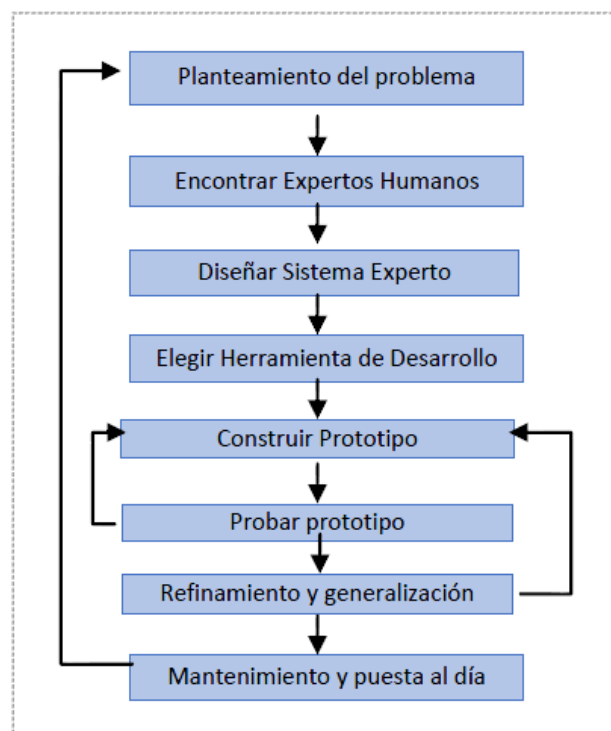 Planteamiento del problema
Encontrar Expertos Humanos
Diseñar Sistema Experto
Elegir Herramienta de Desarrollo
Construir Prototipo
Probar prototipo
Refinamiento y generalización
Mantenimiento y puesta al día